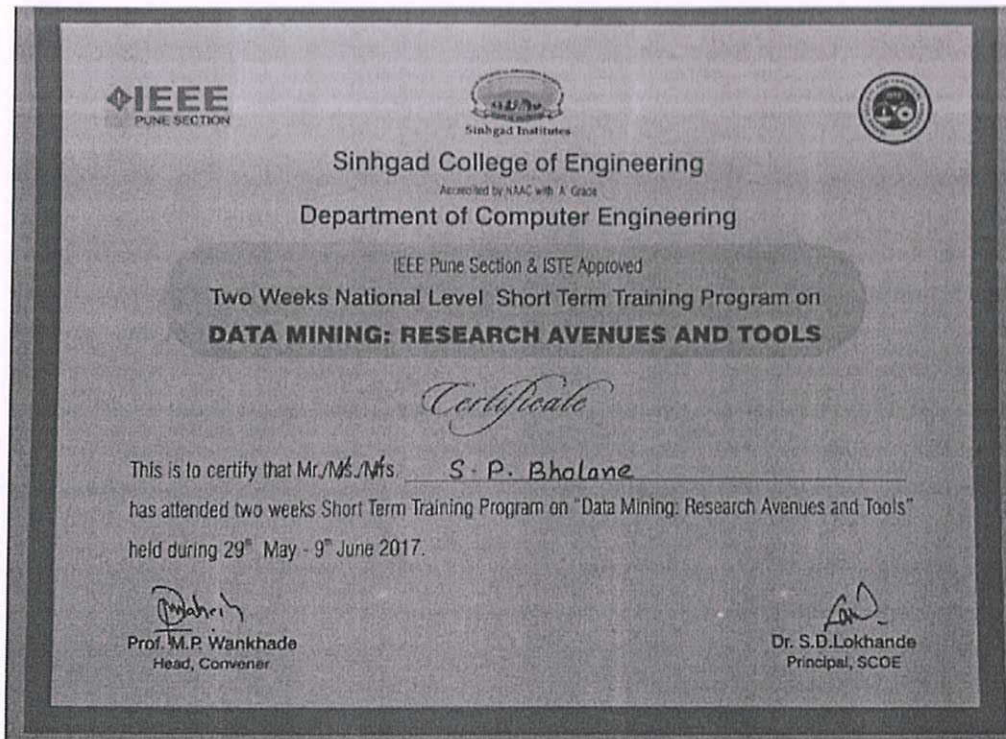 IEEE
PUNE SECTION
Sinhgad Institutes
Sinhgad College of Engineering
Accredited by NAAC with 'A' Grade
Department of Computer Engineering
IEEE Pune Section & ISTE Approved
Two Weeks National Level Short Term Training Program on
DATA MINING: RESEARCH AVENUES AND TOOLS
Certificate
This is to certify that Mr./Ms./Mrs. S. P. Bholane
has attended two weeks Short Term Training Program on "Data Mining: Research Avenues and Tools"
held during 29th May - 9th June 2017.
Prof. M.P. Wankhade
Head, Convener
Dr. S.D.Lokhande
Principal, SCOE